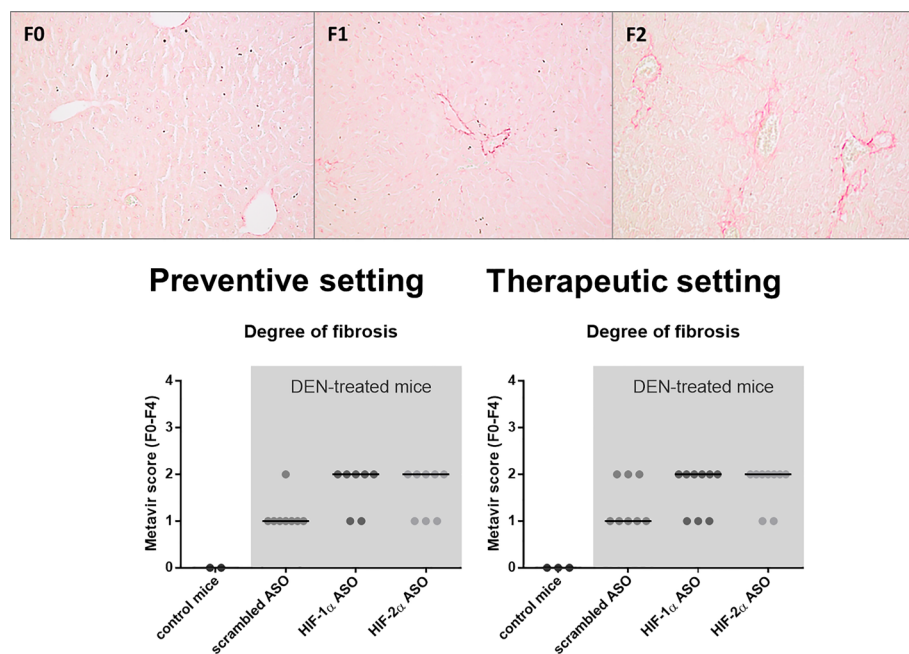 F0
F1
F2
Preventive setting
Therapeutic setting
Degree of fibrosis
DEN-treated mice
Metavir score (F0-F4)
4
3
2
1
0
control mice
scrambled ASO
HIF-1α ASO
HIF-2α ASO
Degree of fibrosis
DEN-treated mice
Metavir score (F0-F4)
4
3
2
1
0
control mice
scrambled ASO
HIF-1α ASO
HIF-2α ASO